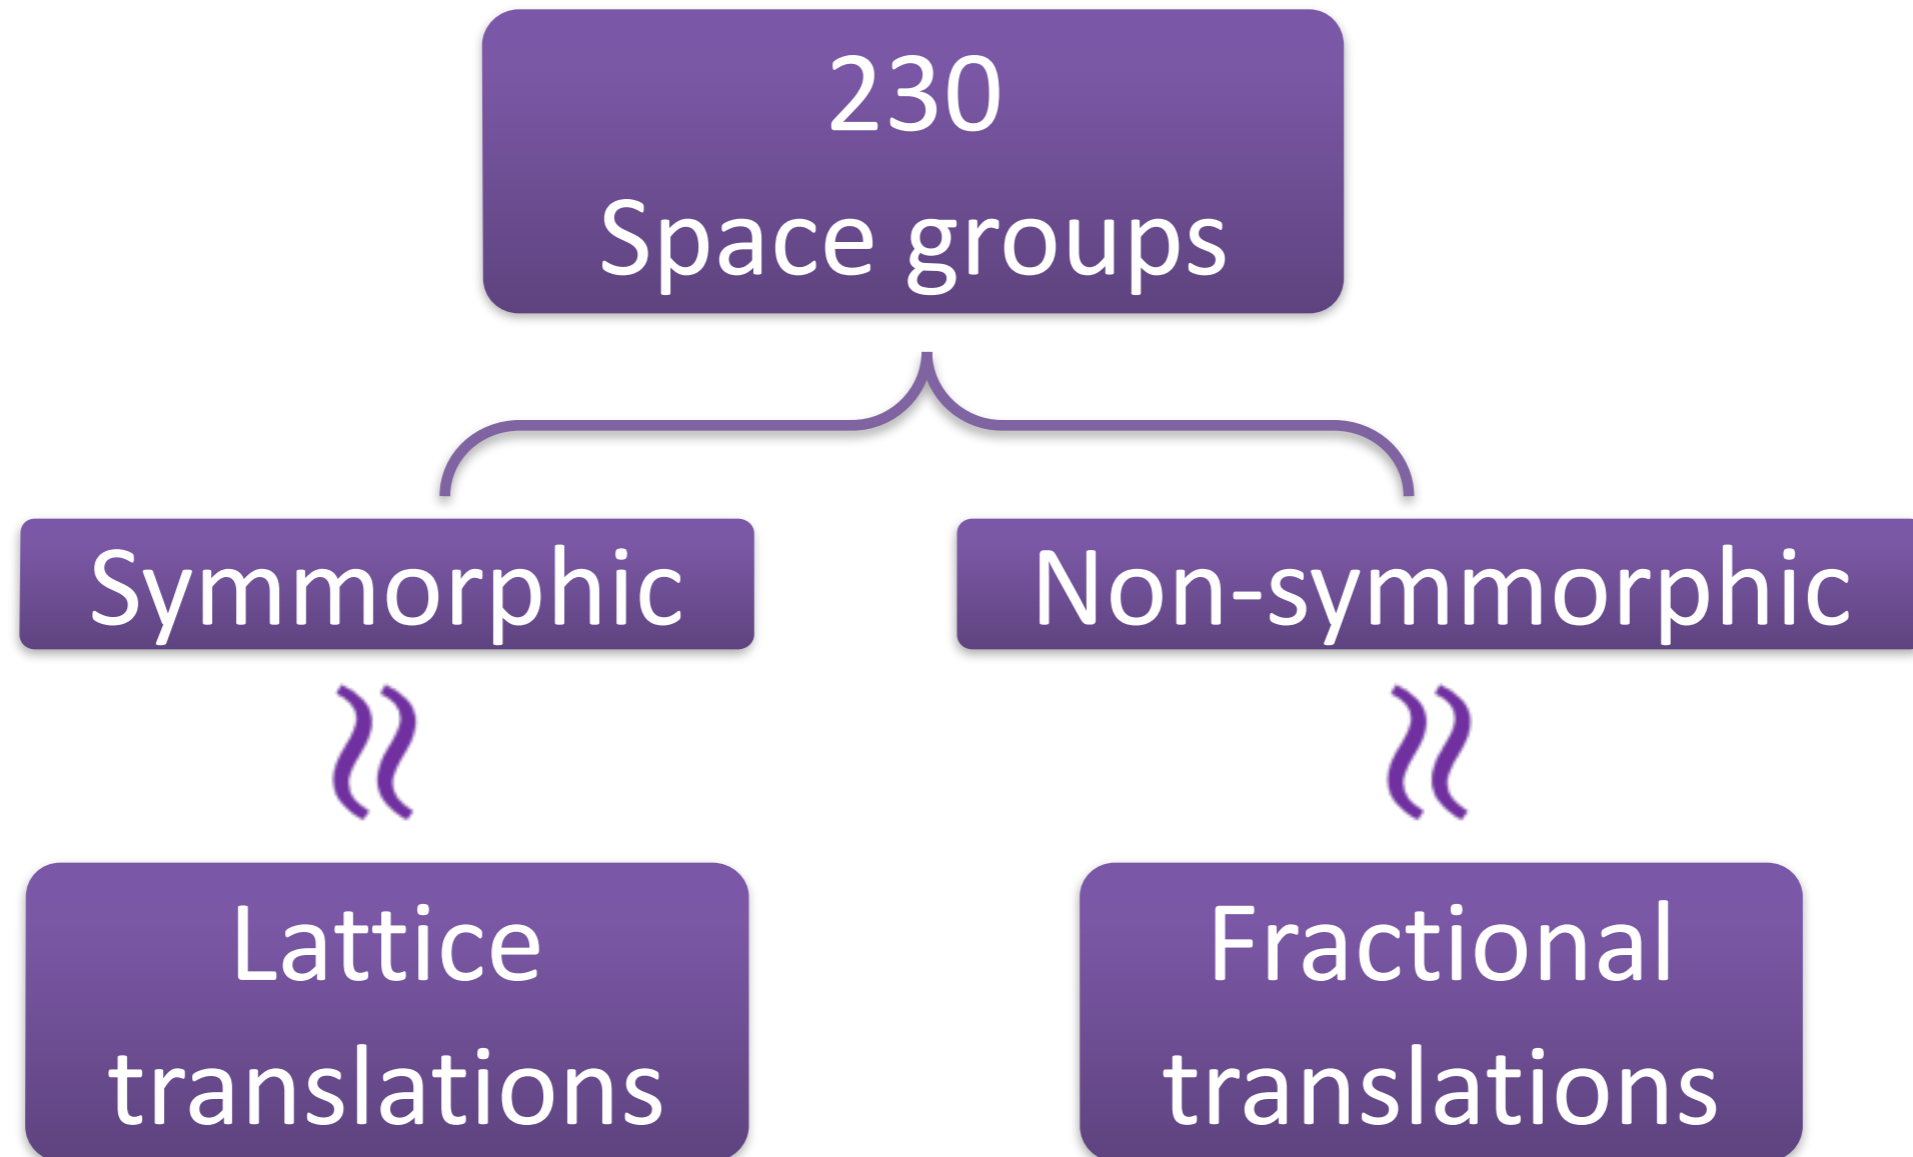 230
Space groups
Symmorphic
Non-symmorphic
Lattice
translations
Fractional
translations